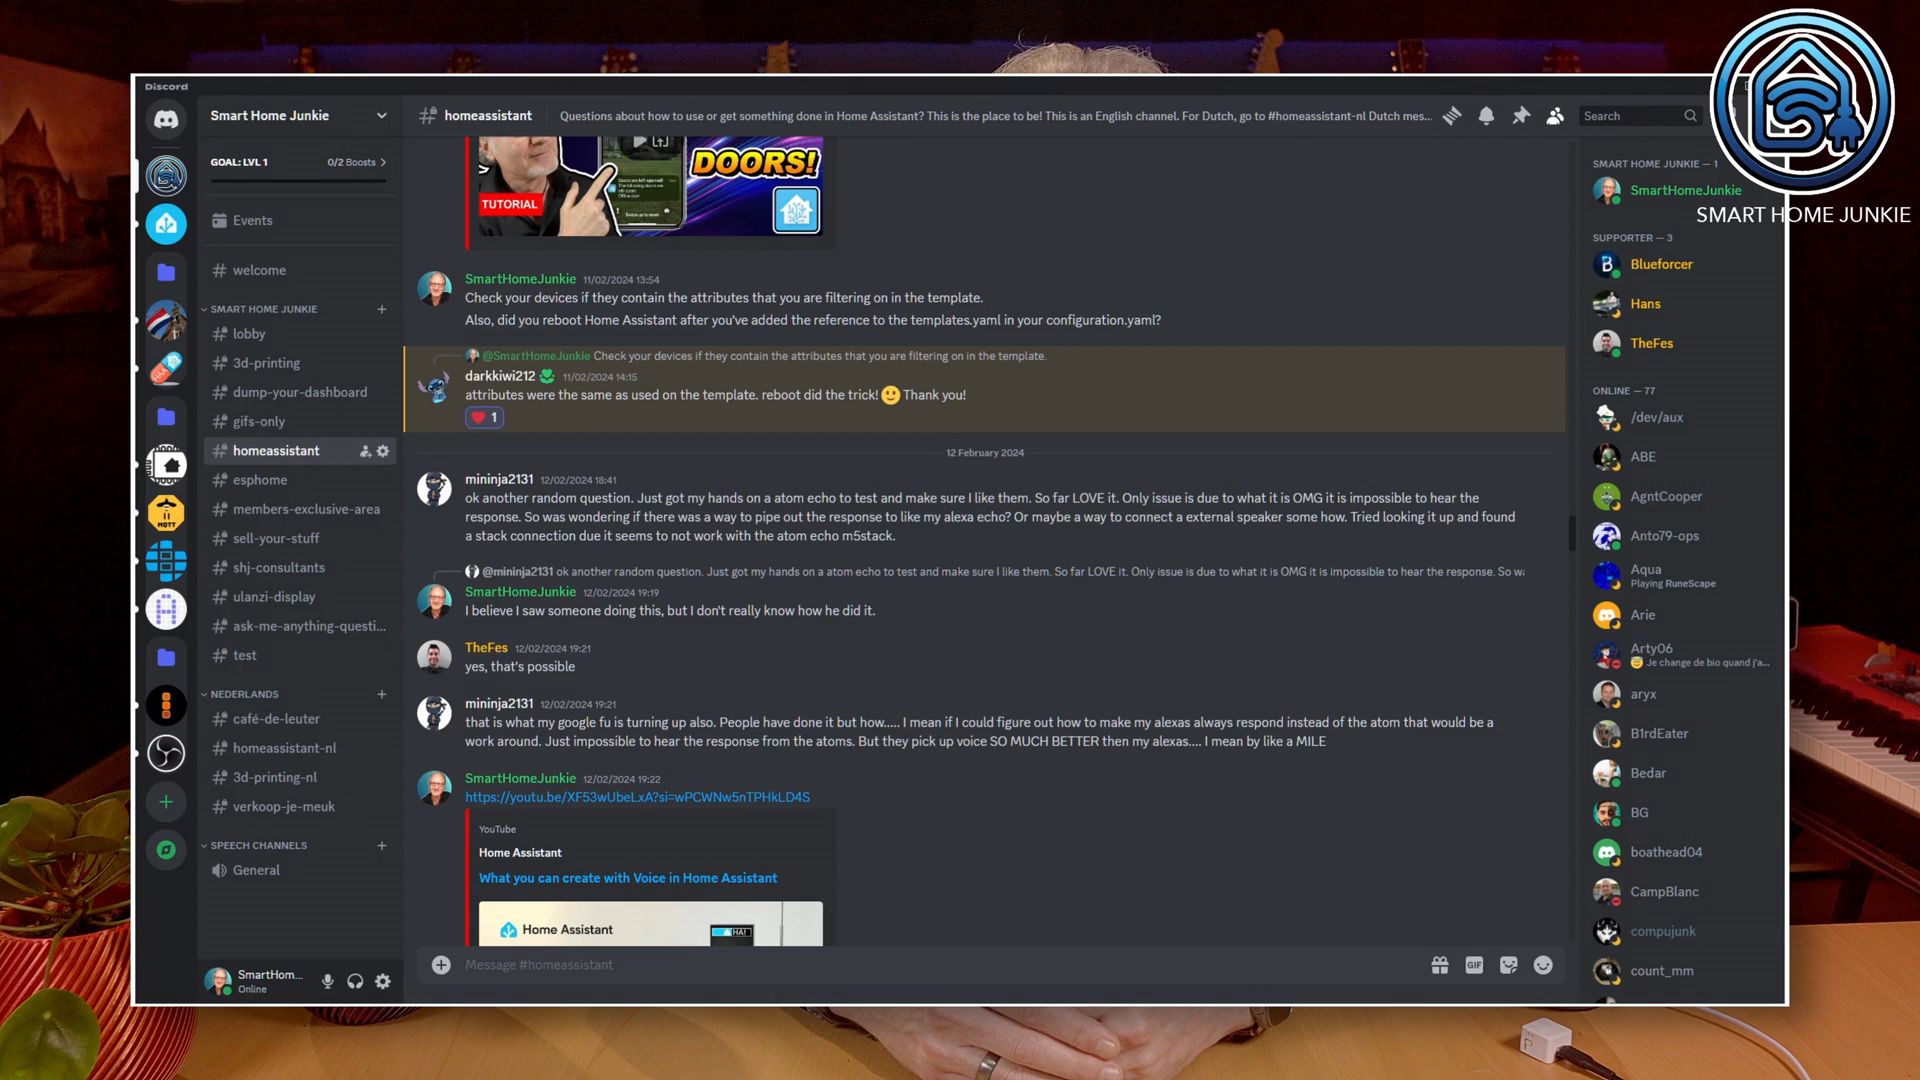 Discord
Smart Home Junkie
GOAL: LVL 1
0/2 Boosts
Events
welcome
SMART HOME JUNKIE
lobby
3d-printing
dump-your-dashboard
gifs-only
homeassistant
esphome
members-exclusive-area
sell-your-stuff
shj-consultants
ulanzi-display
ask-me-anything-questi...
test
NEDERLANDS
café-de-leuter
homeassistant-nl
3d-printing-nl
verkoop-je-meuk
SPEECH CHANNELS
General
SmartHom...
Online
homeassistant
Questions about how to use or get something done in Home Assistant? This is the place to be! This is an English channel. For Dutch, go to #homeassistant-nl Dutch mes...
Search
DOORS!
TUTORIAL
SmartHomeJunkie 11/02/2024 13:54
Check your devices if they contain the attributes that you are filtering on in the template.
Also, did you reboot Home Assistant after you've added the reference to the templates.yaml in your configuration.yaml?
@SmartHomeJunkie Check your devices if they contain the attributes that you are filtering on in the template.
darkkiwi212 11/02/2024 14:15
attributes were the same as used on the template. reboot did the trick! 🙂 Thank you!
1
12 February 2024
mininja2131 12/02/2024 18:41
ok another random question. Just got my hands on a atom echo to test and make sure I like them. So far LOVE it. Only issue is due to what it is OMG it is impossible to hear the
response. So was wondering if there was a way to pipe out the response to like my alexa echo? Or maybe a way to connect a external speaker some how. Tried looking it up and found
a stack connection due it seems to not work with the atom echo m5stack.
@mininja2131 ok another random question. Just got my hands on a atom echo to test and make sure I like them. So far LOVE it. Only issue is due to what it is OMG it is impossible to hear the response. So
SmartHomeJunkie 12/02/2024 19:19
I believe I saw someone doing this, but I don't really know how he did it.
TheFes 12/02/2024 19:21
yes, that's possible
mininja2131 12/02/2024 19:21
that is what my google fu is turning up also. People have done it but how..... I mean if I could figure out how to make my alexas always respond instead of the atom that would be a
work around. Just impossible to hear the response from the atoms. But they pick up voice SO MUCH BETTER then my alexas.... I mean by like a MILE
SmartHomeJunkie 12/02/2024 19:22
https://youtu.be/XF53wUbeLxA?si=wPCWNw5nTPHkLD4S
YouTube
Home Assistant
What you can create with Voice in Home Assistant
Home Assistant
HA!
Message #homeassistant
GIF
SMART HOME JUNKIE — 1
SmartHomeJunkie
SMART HOME JUNKIE
SUPPORTER — 3
Blueforcer
Hans
TheFes
ONLINE — 77
/dev/aux
ABE
AgntCooper
Anto79-ops
Aqua
Playing RuneScape
Arie
Arty06
Je change de bio quand j'a...
aryx
B1rdEater
Bedar
BG
boathead04
CampBlanc
compujunk
count_mm
MQTT